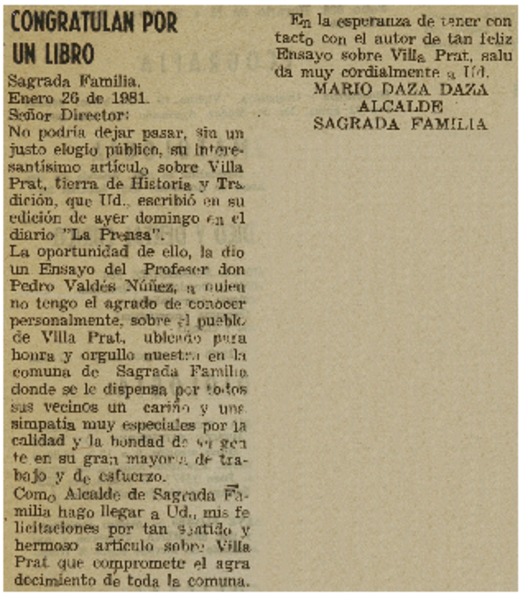 CONGRATULAN POR
UN LIBRO
Sagrada Familia.
Enero 26 de 1981.
Señor Director:
No podría dejar pasar, sin un
justo elogio público, su intere-
santísimo artículo sobre Villa
Prat, tierra de Historia y Tra
dición, que Ud., escribió en su
edición de ayer domingo en el
diario "La Prensa".
La oportunidad de ello, la dio
un Ensayo del Profesor don
Pedro Valdés Núñez, a quien
no tengo el agrado de conocer
personalmente, sobre el pueblo
de Villa Prat, ubicado para
honra y orgullo nuestra en la
comuna de Sagrada Familia
donde se le dispensa por todos
sus vecinos un cariño y una
simpatía muy especiales por la
calidad y la bondad de su gen
te en su gran mayoría de tra-
bajo y de esfuerzo.
Como Alcalde de Sagrada Fa-
milia hago llegar a Ud., mis fe
licitaciones por tan sentido y
hermoso artículo sobre Villa
Prat que compromete el agra
decimiento de toda la comuna.
En la esperanza de tener con
tacto con el autor de tan feliz
Ensayo sobre Villa Prat, salu
da muy cordialmente a Ud.
MARIO DAZA DAZA
ALCALDE
SAGRADA FAMILIA